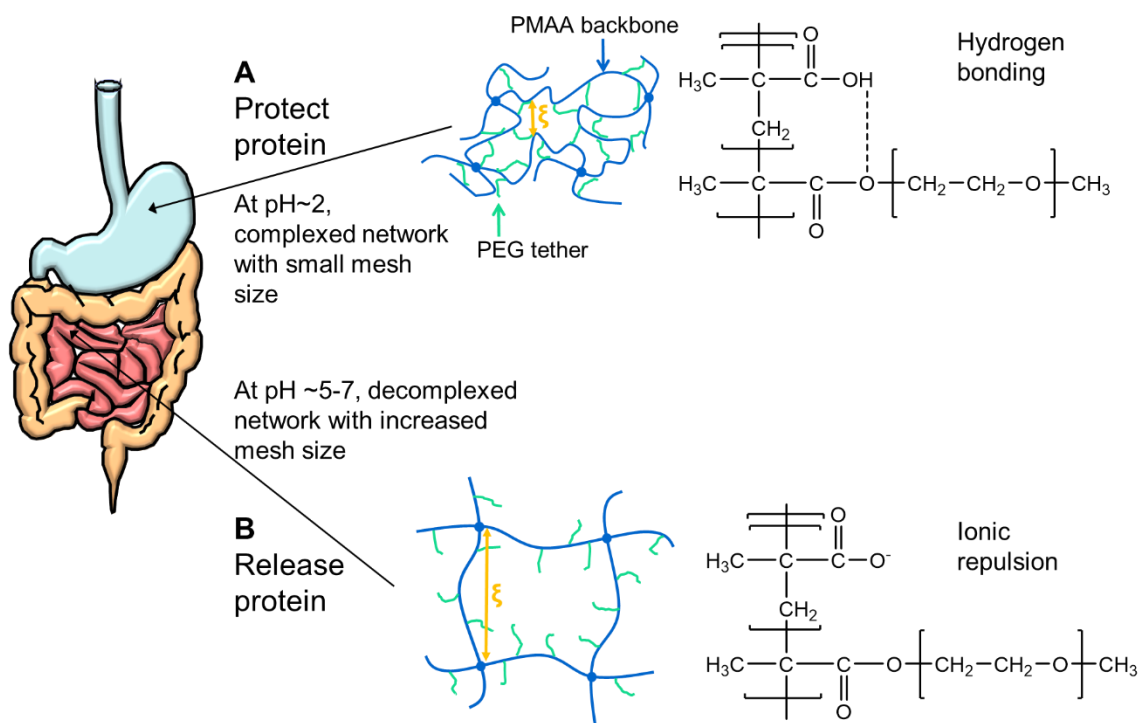 PMAA backbone
A
Protect
protein
ξ
At pH~2,
complexed network
with small mesh
size
PEG tether
O
H₃C—C—C—OH
CH₂
H₃C—C—C—O—CH₂—CH₂—O—CH₃
O
Hydrogen
bonding
At pH ~5-7, decomplexed
network with increased
mesh size
B
Release
protein
ξ
O
H₃C—C—C—O⁻
CH₂
H₃C—C—C—O—CH₂—CH₂—O—CH₃
O
Ionic
repulsion